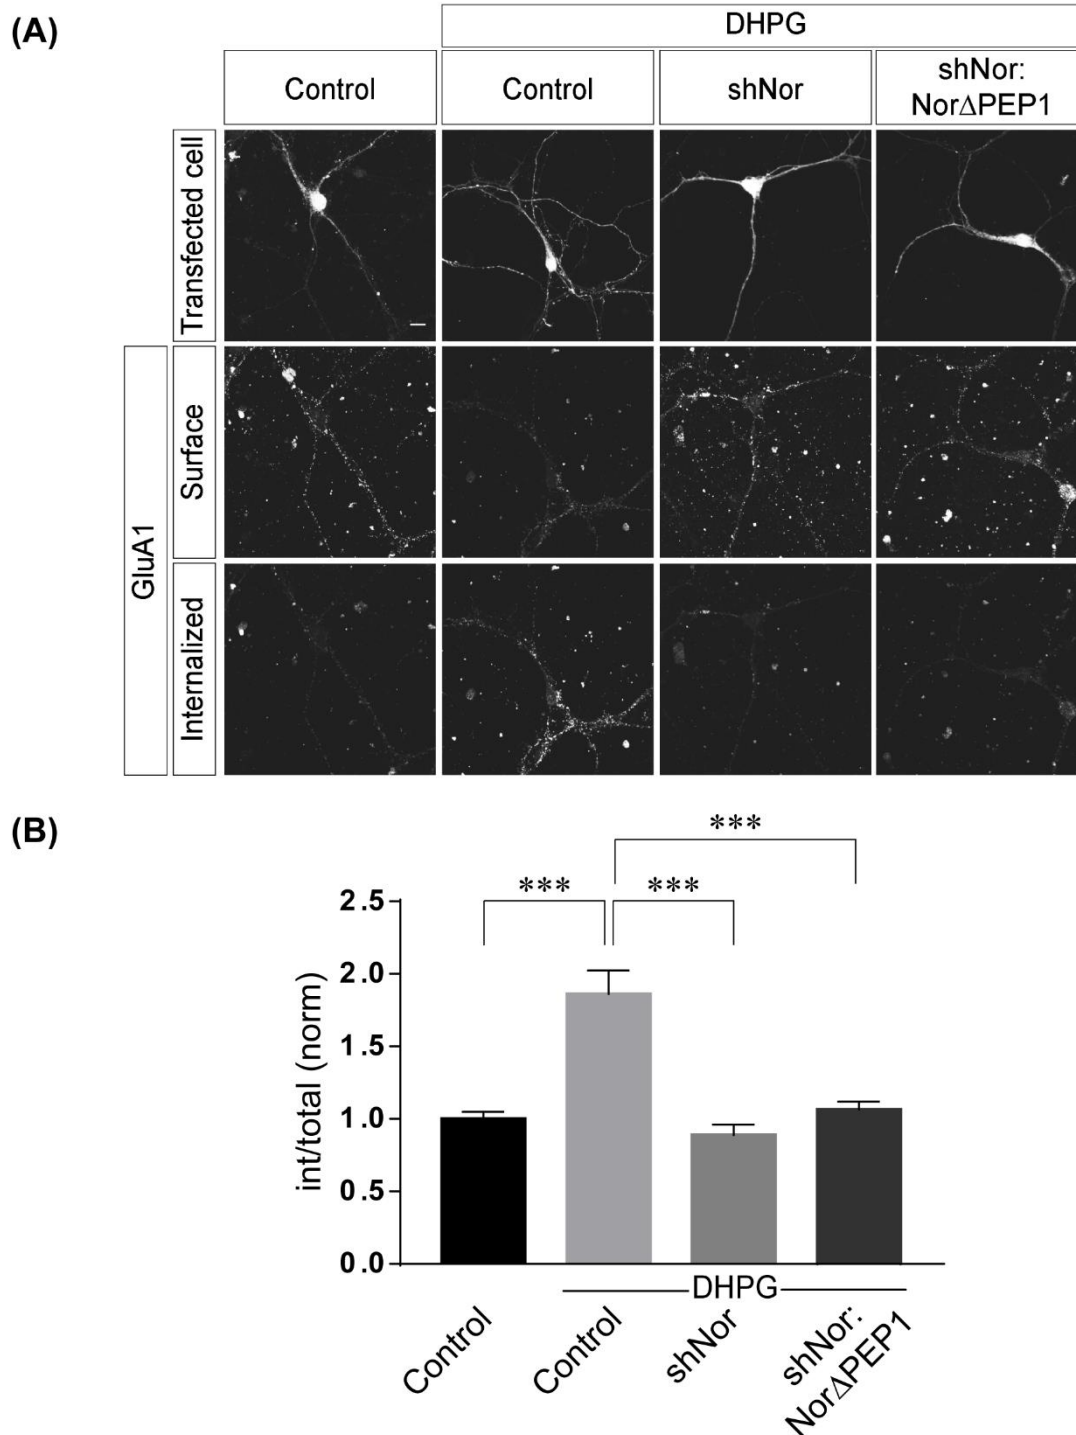 (A)
DHPG
Control
Control
shNor
shNor:
NorΔPEP1
Transfected cell
GluA1
Surface
Internalized
(B)
***
***
***
int/total (norm)
2.5
2.0
1.5
1.0
0.5
0.0
DHPG
Control
Control
shNor
shNor:
NorΔPEP1